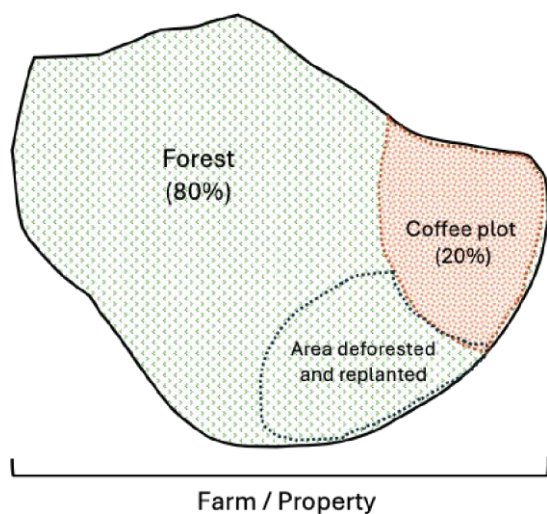 Forest
(80%)
Coffee plot
(20%)
Area deforested
and replanted
Farm / Property